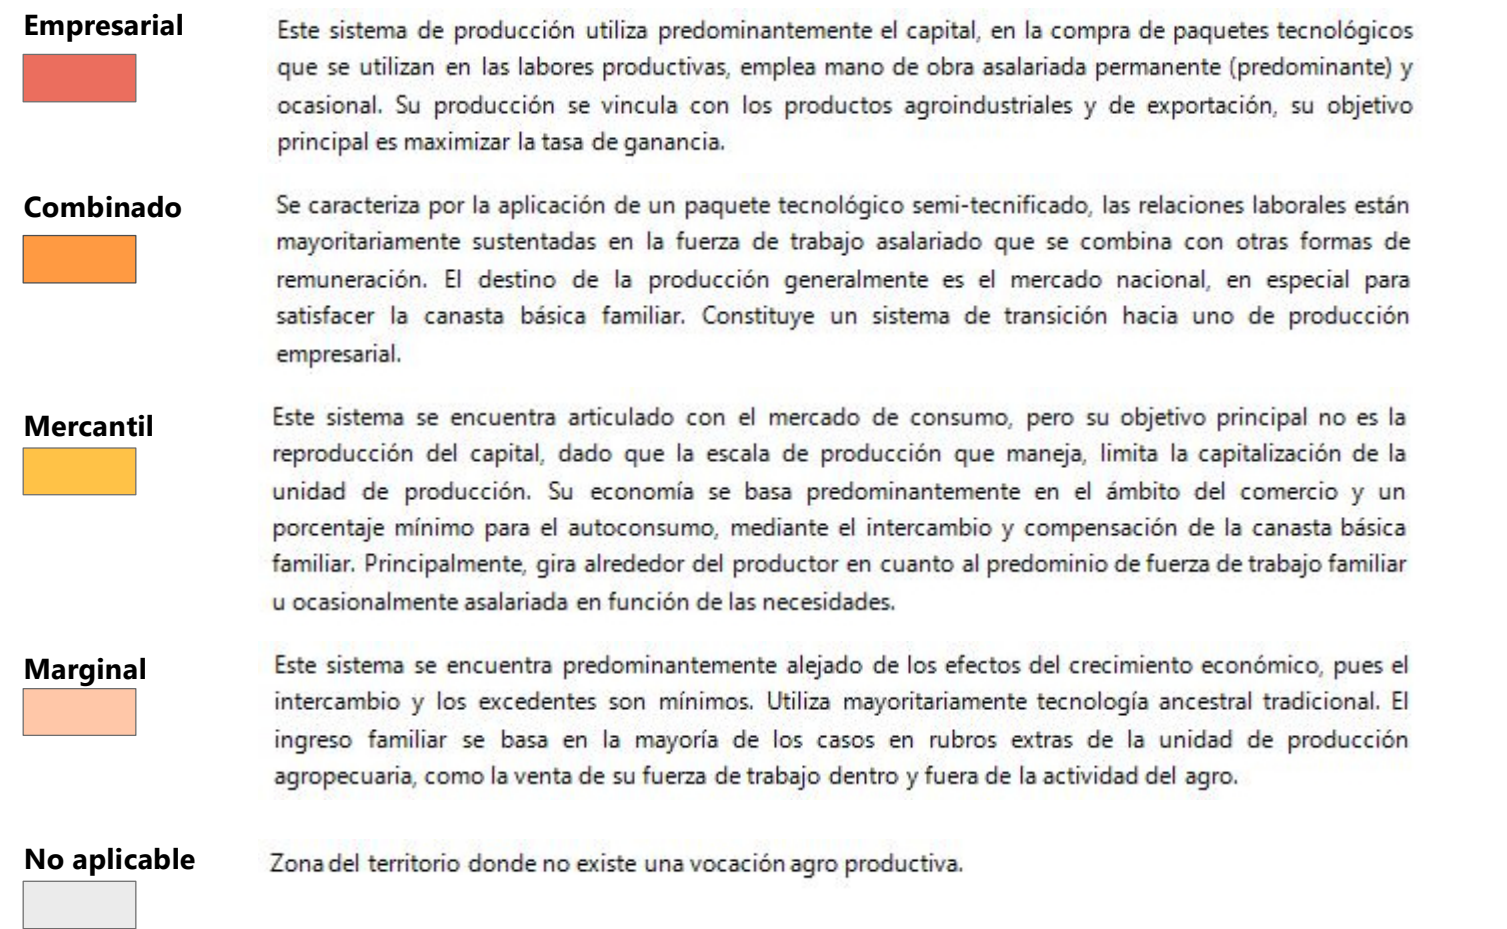 Empresarial
Este sistema de producción utiliza predominantemente el capital, en la compra de paquetes tecnológicos
que se utilizan en las labores productivas, emplea mano de obra asalariada permanente (predominante) y
ocasional. Su producción se vincula con los productos agroindustriales y de exportación, su objetivo
principal es maximizar la tasa de ganancia.
Combinado
Se caracteriza por la aplicación de un paquete tecnológico semi-tecnificado, las relaciones laborales están
mayoritariamente sustentadas en la fuerza de trabajo asalariado que se combina con otras formas de
remuneración. El destino de la producción generalmente es el mercado nacional, en especial para
satisfacer la canasta básica familiar. Constituye un sistema de transición hacia uno de producción
empresarial.
Mercantil
Este sistema se encuentra articulado con el mercado de consumo, pero su objetivo principal no es la
reproducción del capital, dado que la escala de producción que maneja, limita la capitalización de la
unidad de producción. Su economía se basa predominantemente en el ámbito del comercio y un
porcentaje mínimo para el autoconsumo, mediante el intercambio y compensación de la canasta básica
familiar. Principalmente, gira alrededor del productor en cuanto al predominio de fuerza de trabajo familiar
u ocasionalmente asalariada en función de las necesidades.
Marginal
Este sistema se encuentra predominantemente alejado de los efectos del crecimiento económico, pues el
intercambio y los excedentes son mínimos. Utiliza mayoritariamente tecnología ancestral tradicional. El
ingreso familiar se basa en la mayoría de los casos en rubros extras de la unidad de producción
agropecuaria, como la venta de su fuerza de trabajo dentro y fuera de la actividad del agro.
No aplicable
Zona del territorio donde no existe una vocación agro productiva.